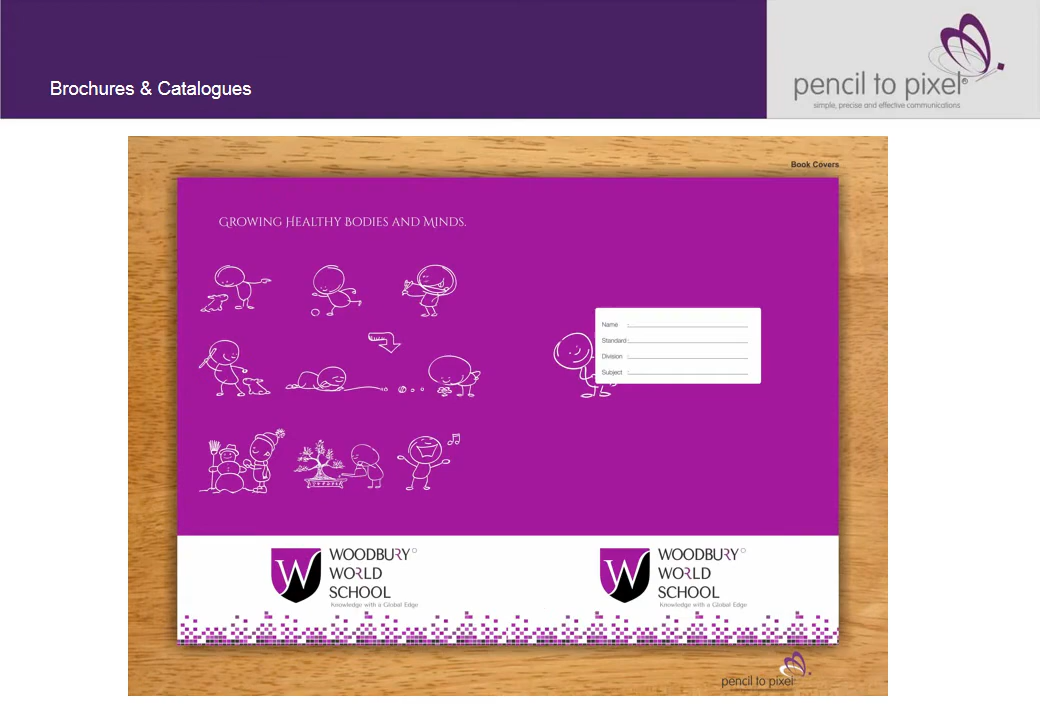 Brochures & Catalogues
pencil to pixel®
simple, precise and effective communications
Book Covers
Growing Healthy Bodies and Minds.
Name
Standard:
Division
Subject
W
WOODBURY
WORLD
SCHOOL
Knowledge with a Global Edge
W
WOODBURY
WORLD
SCHOOL
Knowledge with a Global Edge
pencil to pixel